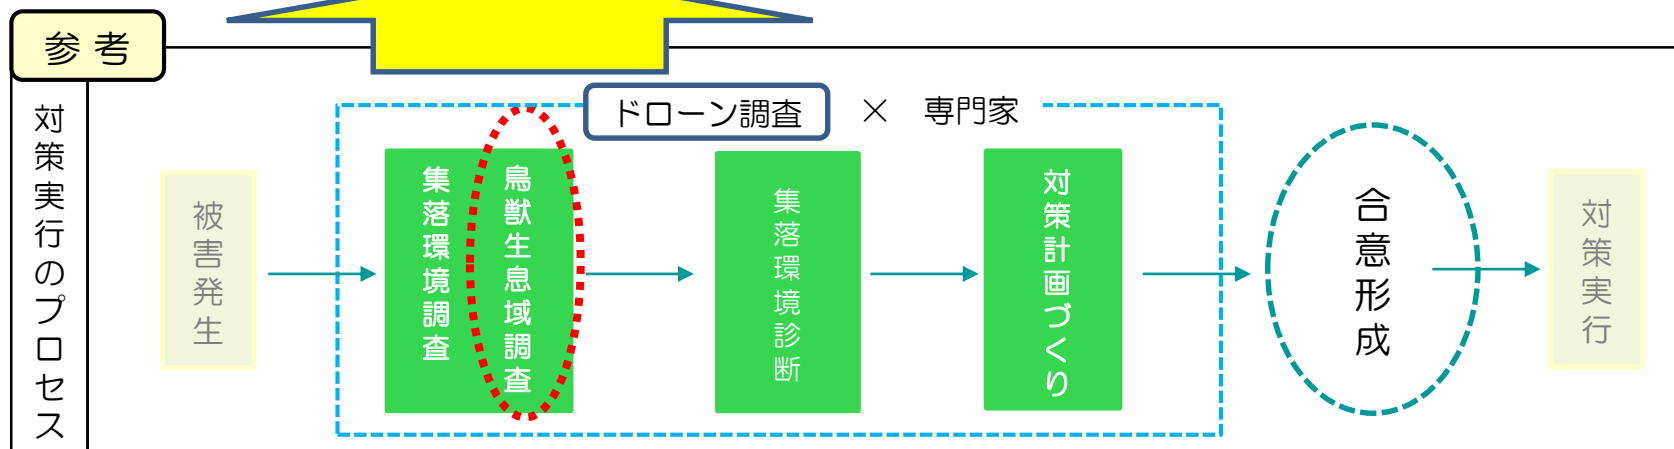 参考
対策実行のプロセス
ドローン調査 × 専門家
被害発生
集落環境調査
鳥獣生息域調査
集落環境診断
対策計画づくり
合意形成
対策実行